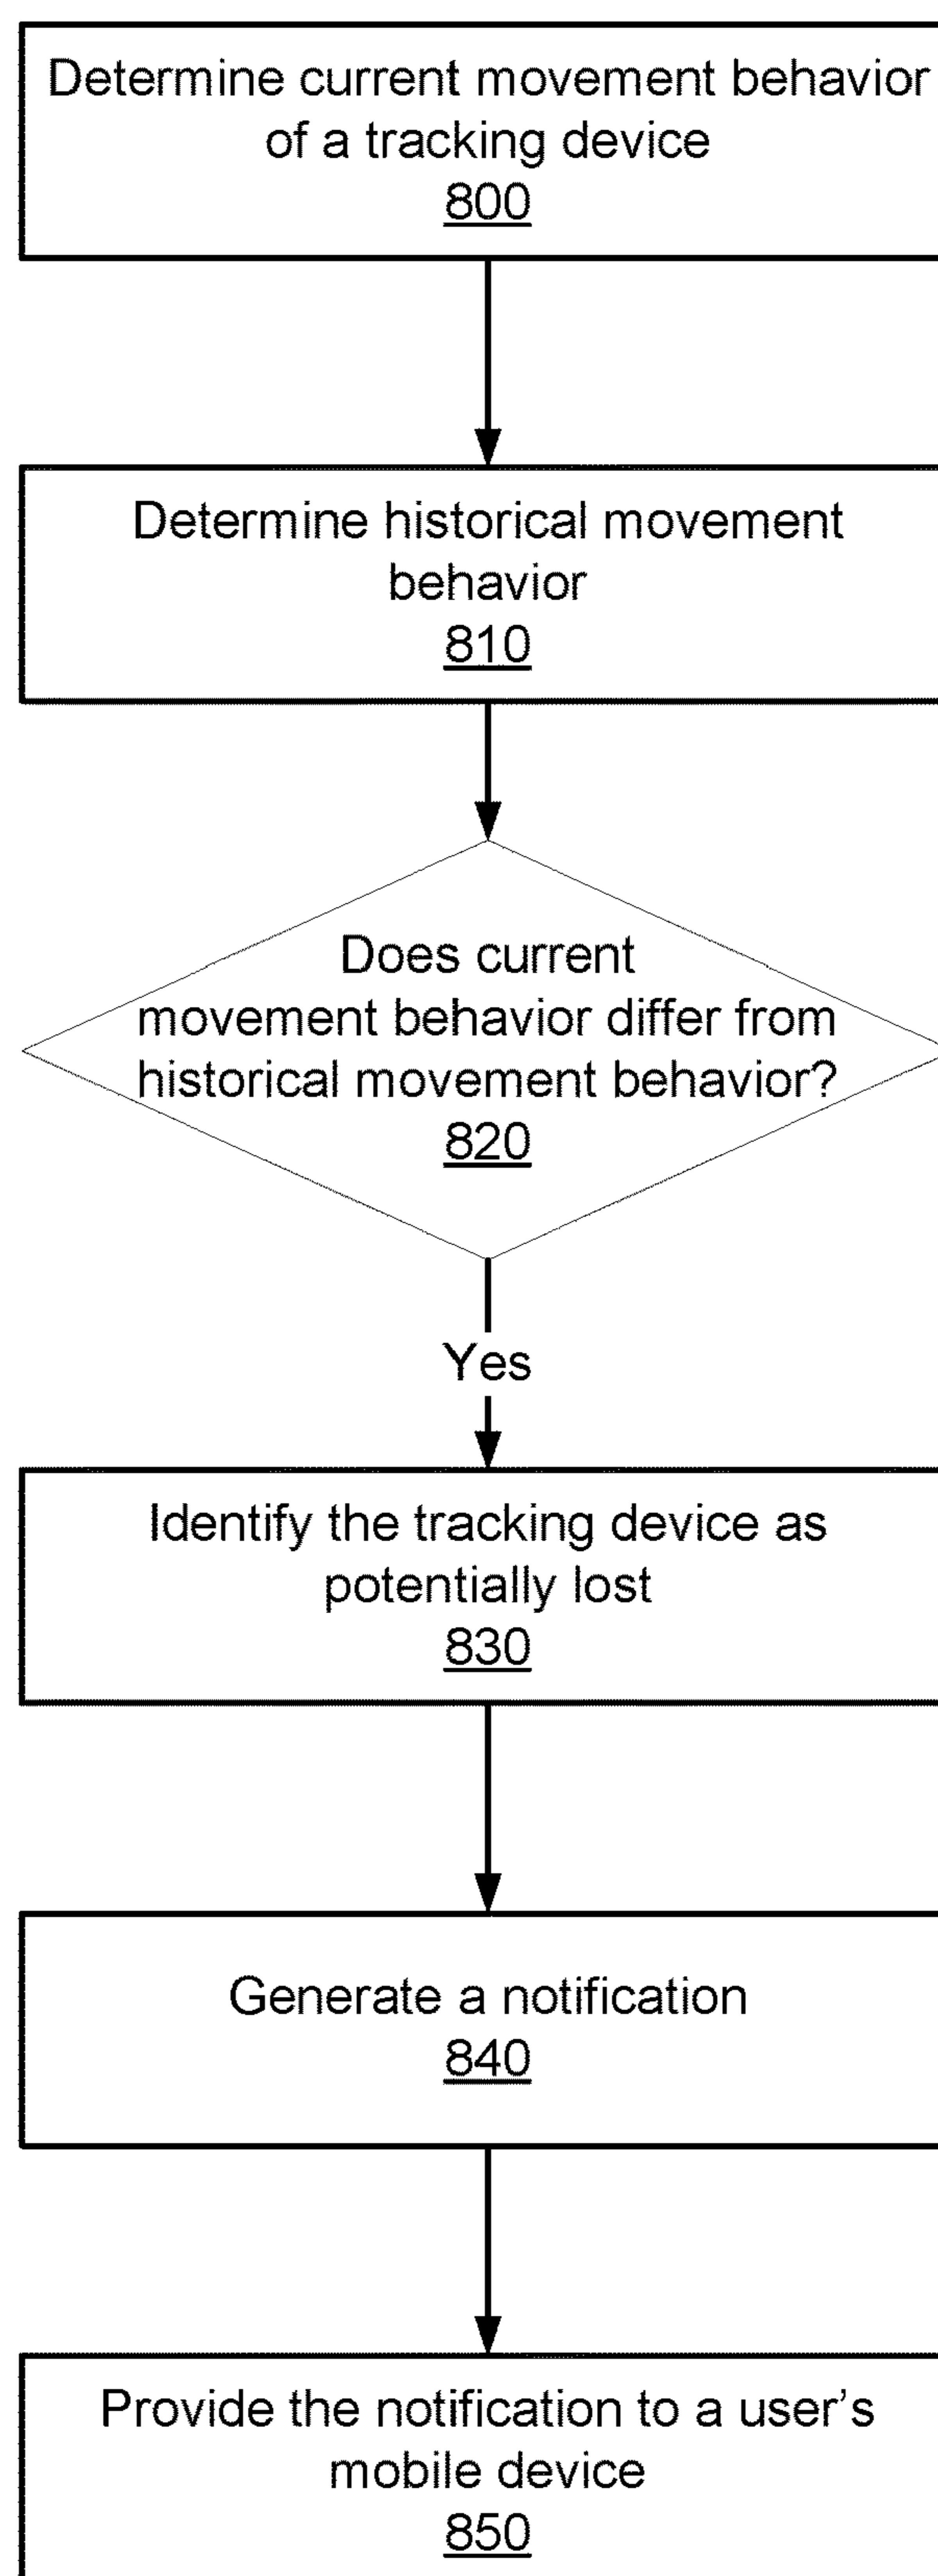 Determine current movement behavior
of a tracking device
800
Determine historical movement
behavior
810
Does current
movement behavior differ from
historical movement behavior?
820
Yes
Identify the tracking device as
potentially lost
830
Generate a notification
840
Provide the notification to a user’s
mobile device
850